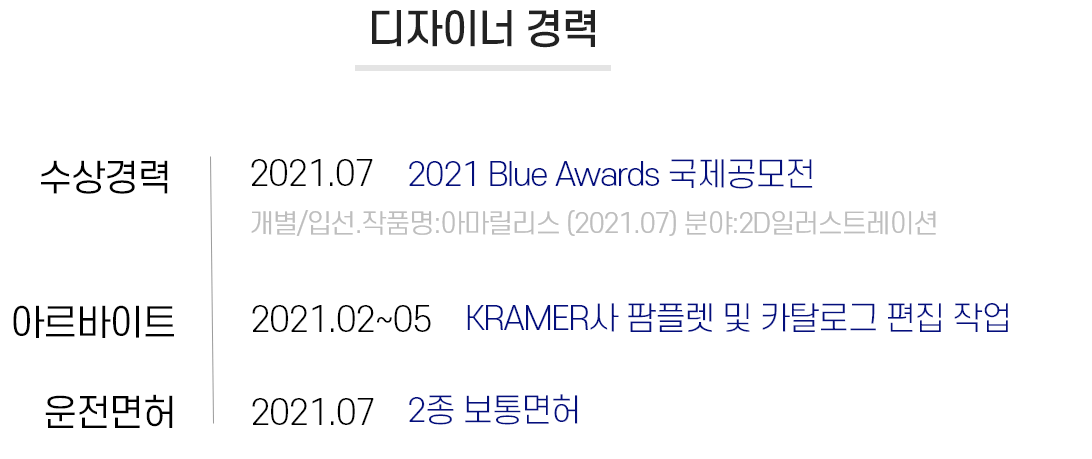 디자이너 경력
수상경력 2021.07 2021 Blue Awards 국제공모전
개별/입선.작품명:아마릴리스 (2021.07) 분야:2D일러스트레이션
아르바이트 2021.02~05 KRAMER사 팜플렛 및 카탈로그 편집 작업
운전면허 2021.07 2종 보통면허